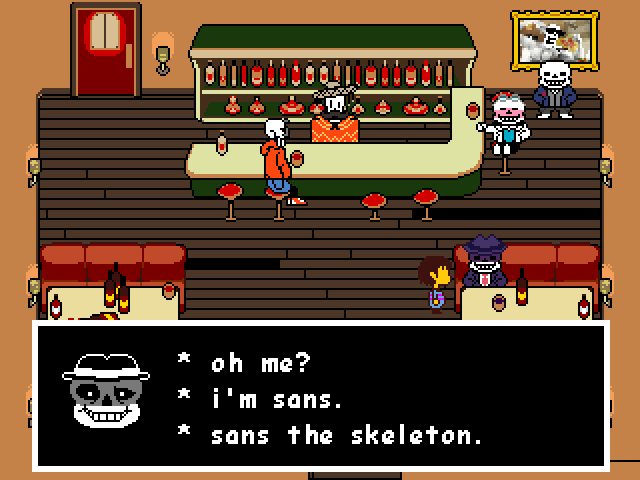 * oh me?
* i'm sans.
* sans the skeleton.